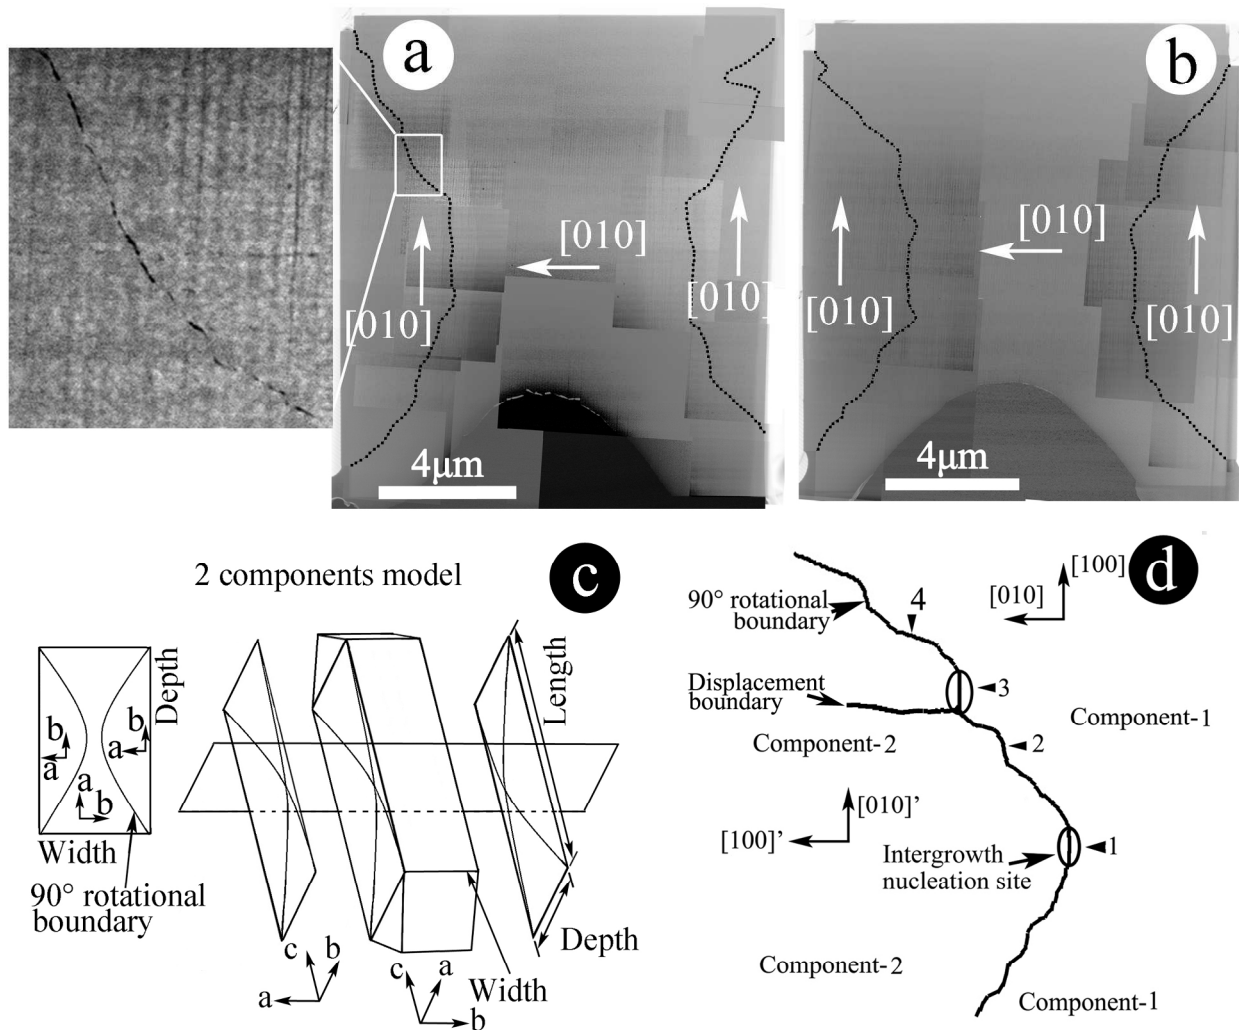 a
[010]
[010]
[010]
4μm
b
[010]
[010]
[010]
4μm
c
2 components model
Depth
b
a
b
a
a
b
Width
90° rotational
boundary
Length
Depth
Width
c
b
a
c
a
b
d
[100]
[010]
90° rotational
boundary
4
3
Displacement
boundary
Component-1
Component-2
2
[010]’
[100]’
1
Intergrowth
nucleation site
Component-2
Component-1